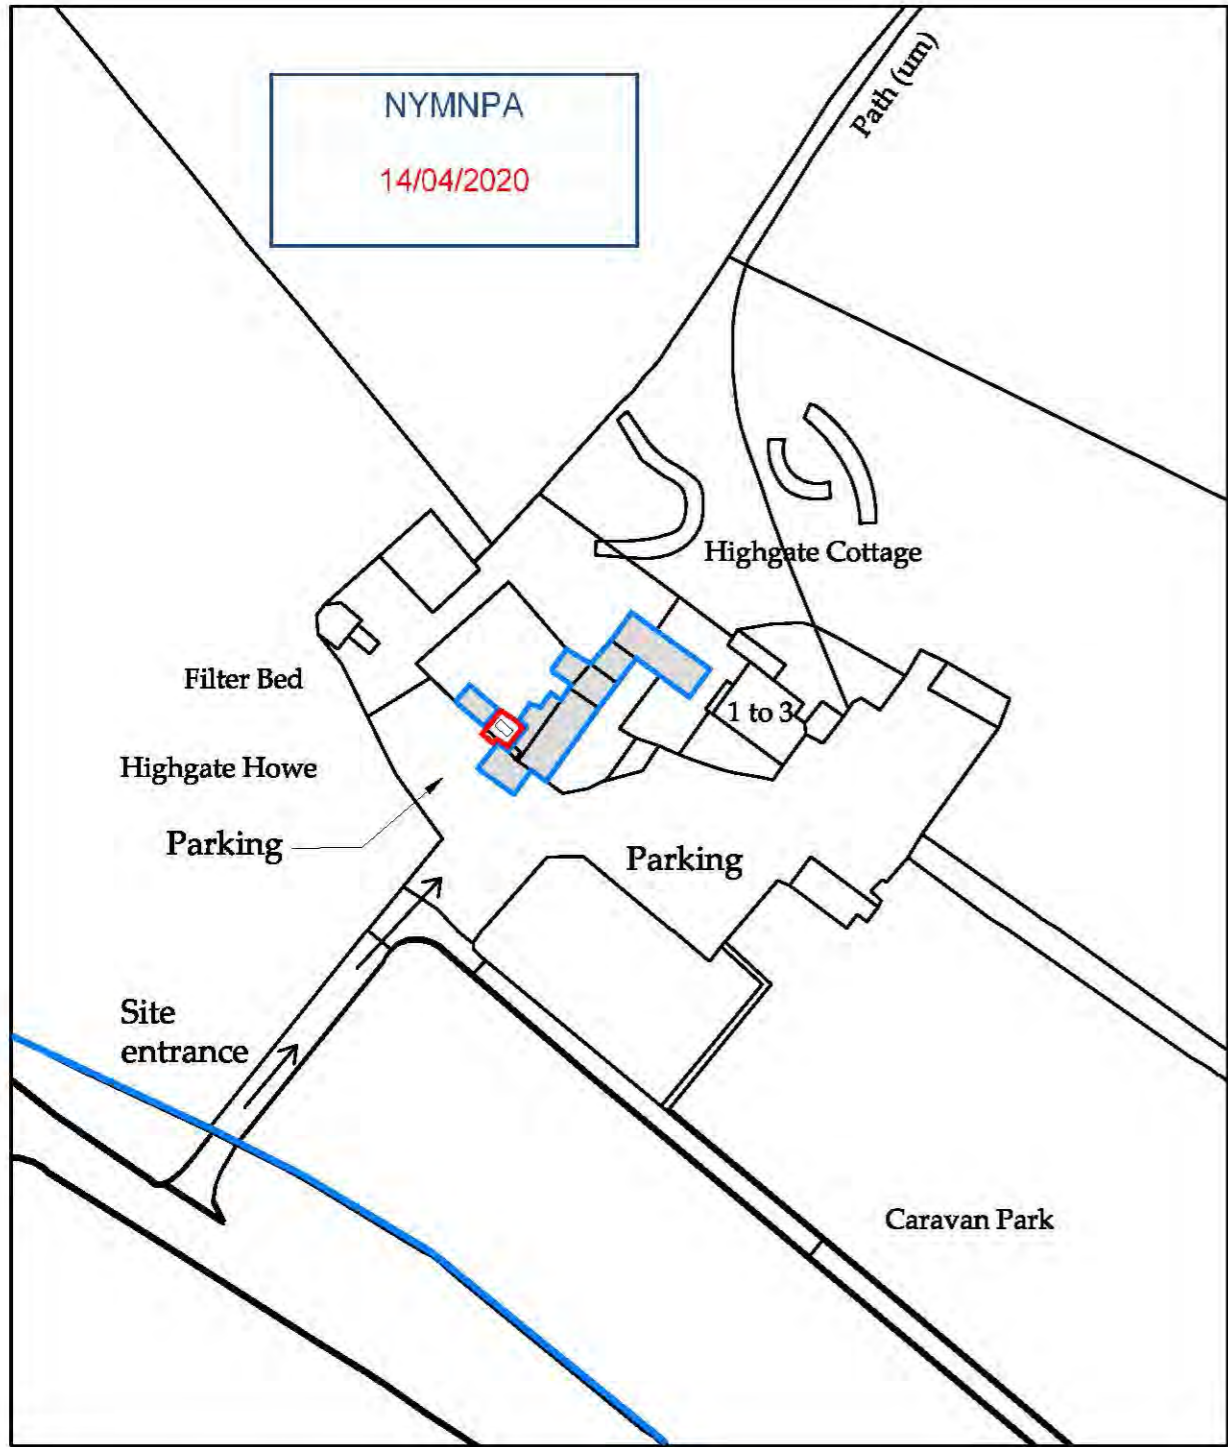 NYMNPA
14/04/2020
Path (um)
Highgate Cottage
Filter Bed
1 to 3
Highgate Howe
Parking
Parking
Site
entrance
Caravan Park